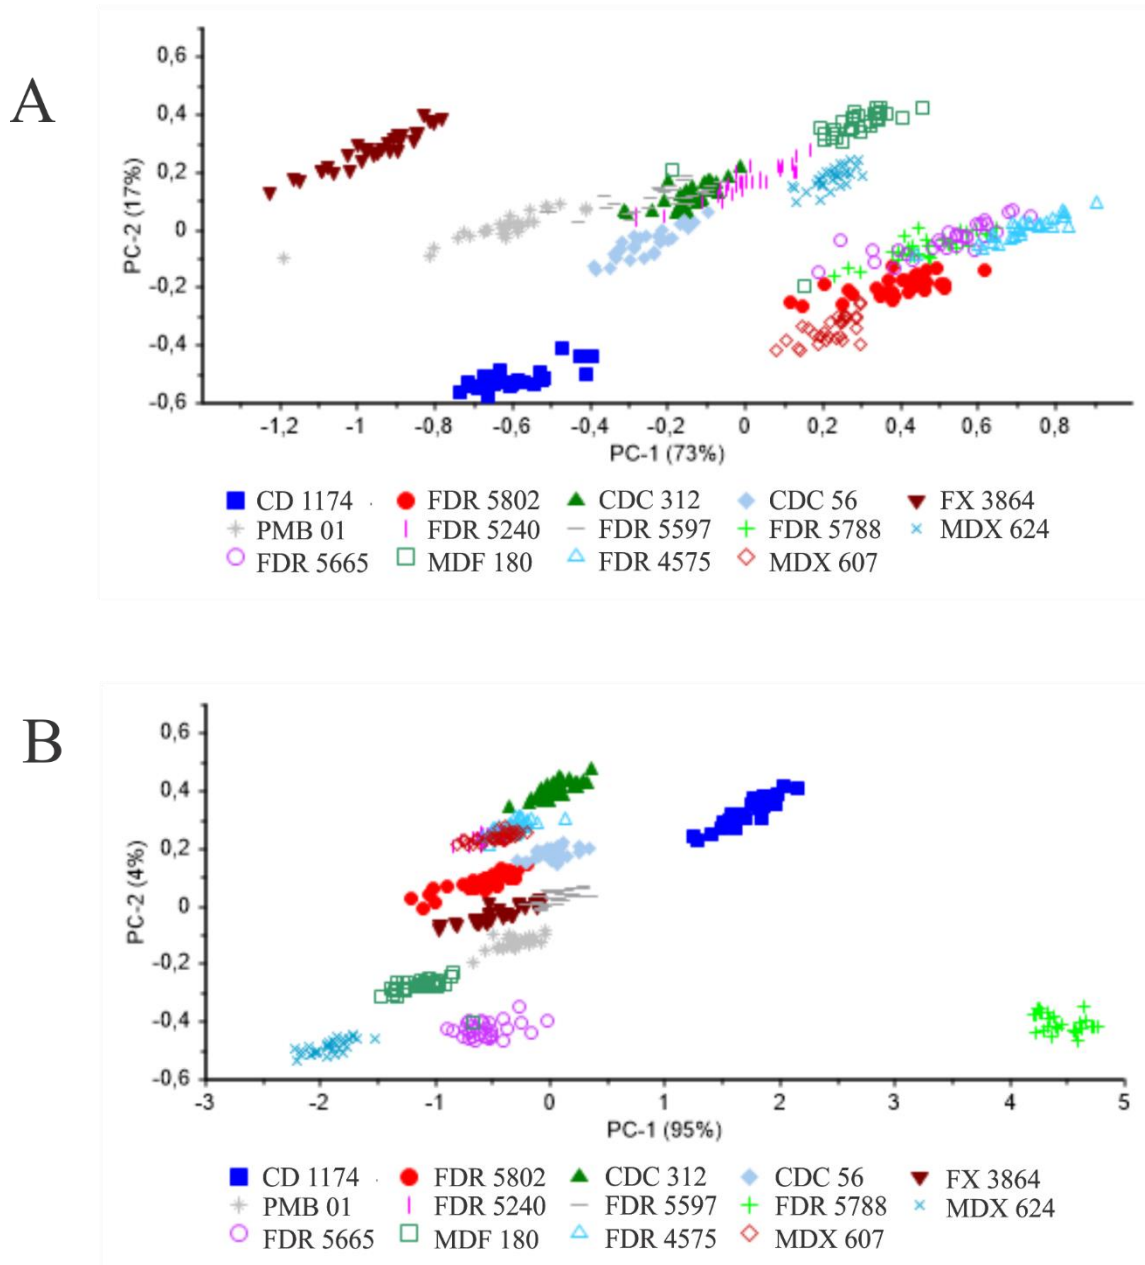 A
0,6
0,4
0,2
0
-0,2
-0,4
-0,6
PC-2 (17%)
-1,2 -1 -0,8 -0,6 -0,4 -0,2 0 0,2 0,4 0,6 0,8
PC-1 (73%)
CD 1174 FDR 5802 CDC 312 CDC 56 FX 3864
PMB 01 FDR 5240 FDR 5597 FDR 5788 MDX 624
FDR 5665 MDF 180 FDR 4575 MDX 607
B
0,6
0,4
0,2
0
-0,2
-0,4
-0,6
PC-2 (4%)
-3 -2 -1 0 1 2 3 4 5
PC-1 (95%)
CD 1174 FDR 5802 CDC 312 CDC 56 FX 3864
PMB 01 FDR 5240 FDR 5597 FDR 5788 MDX 624
FDR 5665 MDF 180 FDR 4575 MDX 607